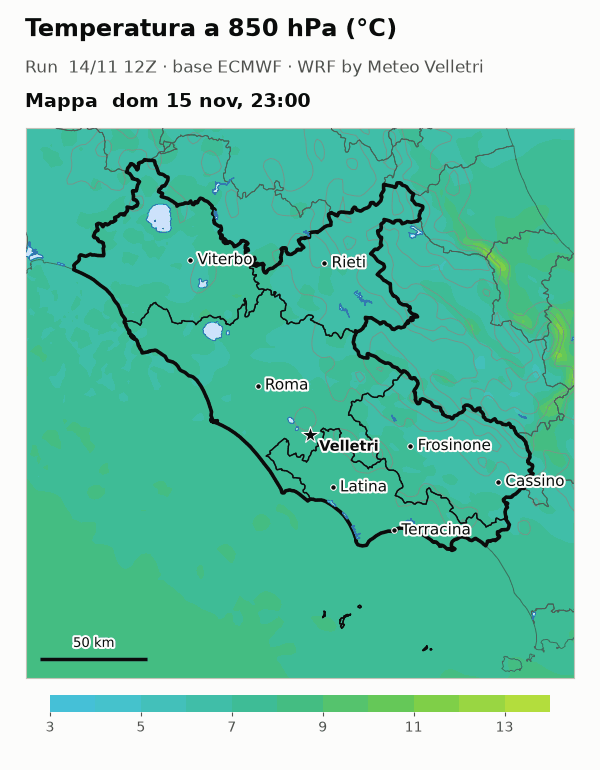 Temperatura a 850 hPa (°C)
Run 14/11 12Z · base ECMWF · WRF by Meteo Velletri
Mappa dom 15 nov, 23:00
Viterbo
Rieti
Roma
Velletri
Frosinone
Cassino
Latina
Terracina
50 km
3 5 7 9 11 13